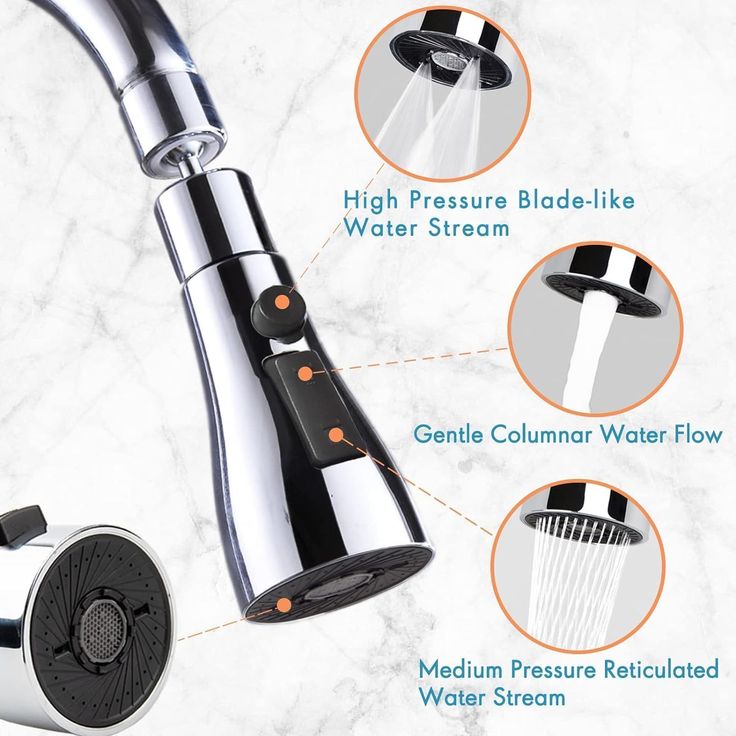 High Pressure Blade-like
Water Stream
Gentle Columnar Water Flow
Medium Pressure Reticulated
Water Stream